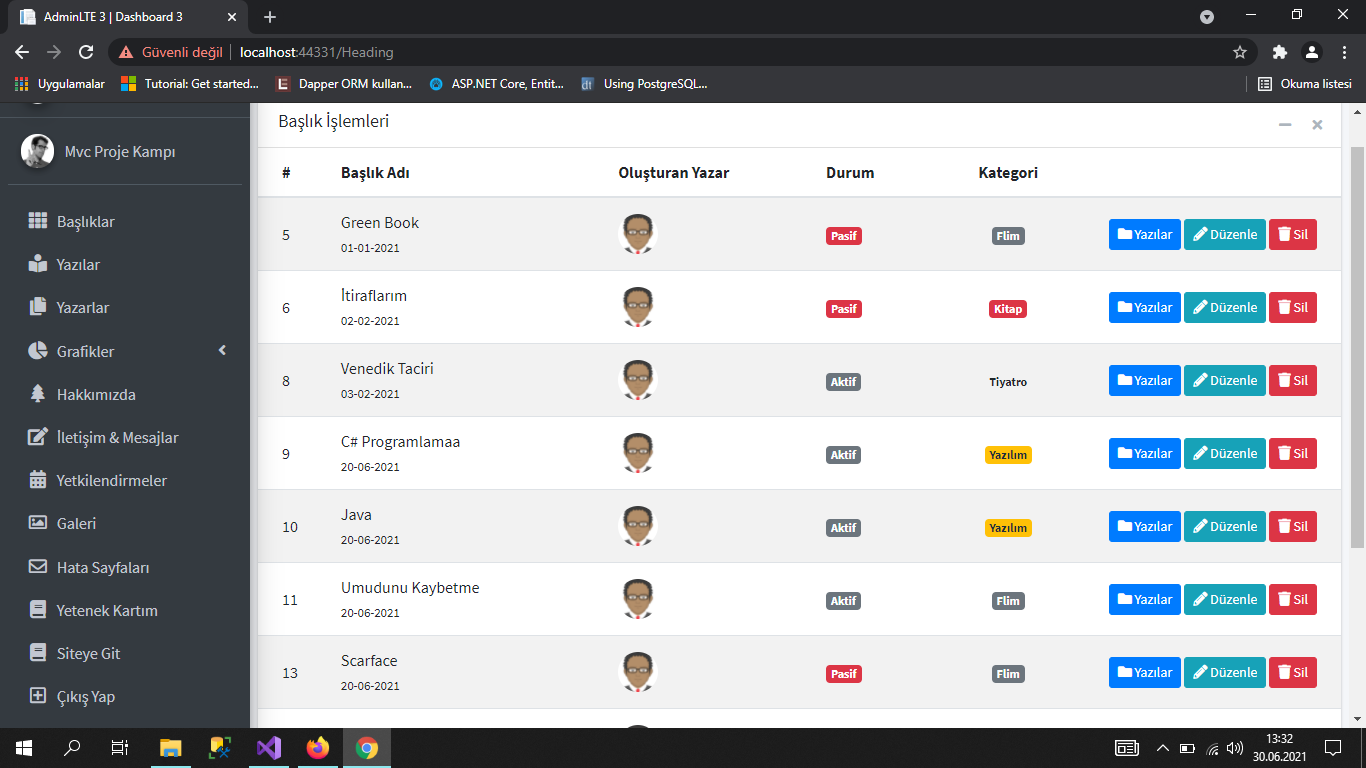 AdminLTE 3 | Dashboard 3
Güvenli değil
localhost:44331/Heading
Uygulamalar
Tutorial: Get started...
Dapper ORM kullan...
ASP.NET Core, Entit...
Using PostgreSQL...
Okuma listesi
Mvc Proje Kampı
Başlıklar
Yazılar
Yazarlar
Grafikler
Hakkımızda
İletişim & Mesajlar
Yetkilendirmeler
Galeri
Hata Sayfaları
Yetenek Kartım
Siteye Git
Çıkış Yap
Başlık İşlemleri
# Başlık Adı Oluşturan Yazar Durum Kategori
5 Green Book 01-01-2021 Pasif Flim Yazılar Düzenle Sil
6 İtiraflarım 02-02-2021 Pasif Kitap Yazılar Düzenle Sil
8 Venedik Taciri 03-02-2021 Aktif Tiyatro Yazılar Düzenle Sil
9 C# Programlamaa 20-06-2021 Aktif Yazılım Yazılar Düzenle Sil
10 Java 20-06-2021 Aktif Yazılım Yazılar Düzenle Sil
11 Umudunu Kaybetme 20-06-2021 Aktif Flim Yazılar Düzenle Sil
13 Scarface 20-06-2021 Pasif Flim Yazılar Düzenle Sil
13:32
30.06.2021